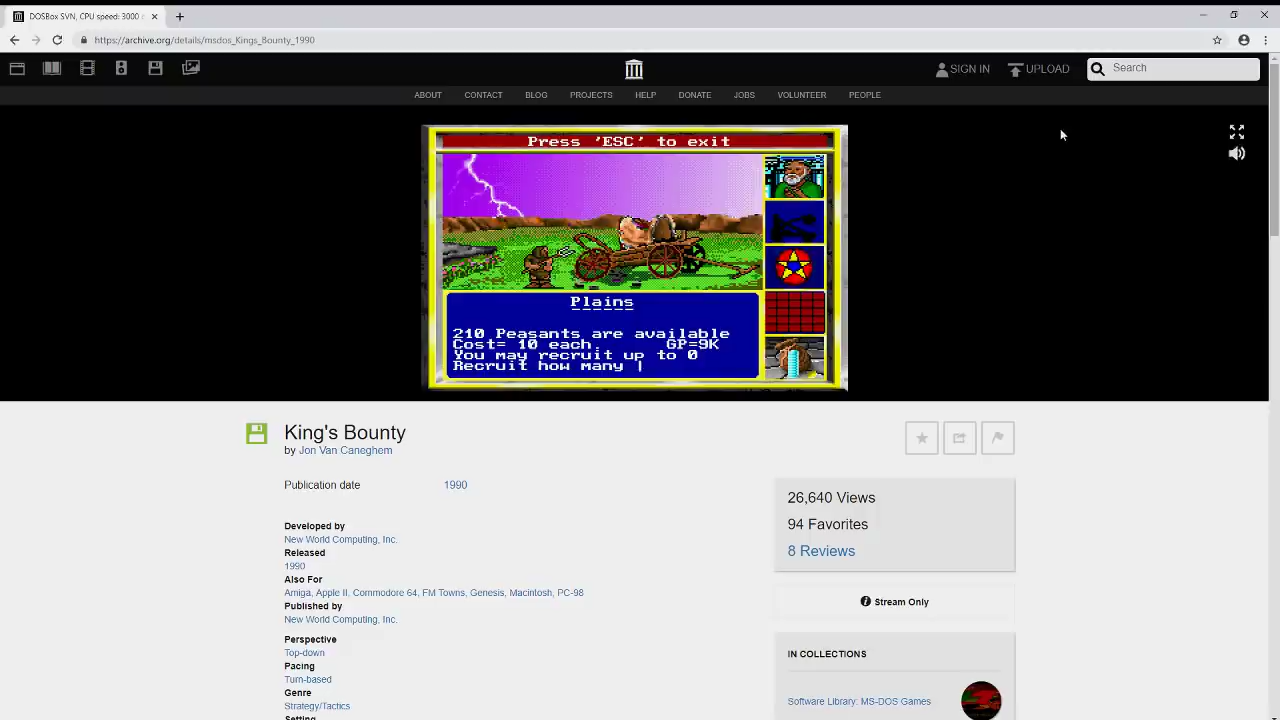 DOSBox SVN, CPU speed: 3000
https://archive.org/details/msdos_Kings_Bounty_1990
SIGN IN
UPLOAD
Search
ABOUT
CONTACT
BLOG
PROJECTS
HELP
DONATE
JOBS
VOLUNTEER
PEOPLE
Press 'ESC' to exit
Plains
210 Peasants are available
Cost= 10 each. GP=9K
You may recruit up to 0
Recruit how many
King's Bounty
by Jon Van Caneghem
Publication date 1990
Developed by
New World Computing, Inc.
Released
1990
Also For
Amiga, Apple II, Commodore 64, FM Towns, Genesis, Macintosh, PC-98
Published by
New World Computing, Inc.
Perspective
Top-down
Pacing
Turn-based
Genre
Strategy/Tactics
Setting
26,640 Views
94 Favorites
8 Reviews
Stream Only
IN COLLECTIONS
Software Library: MS-DOS Games